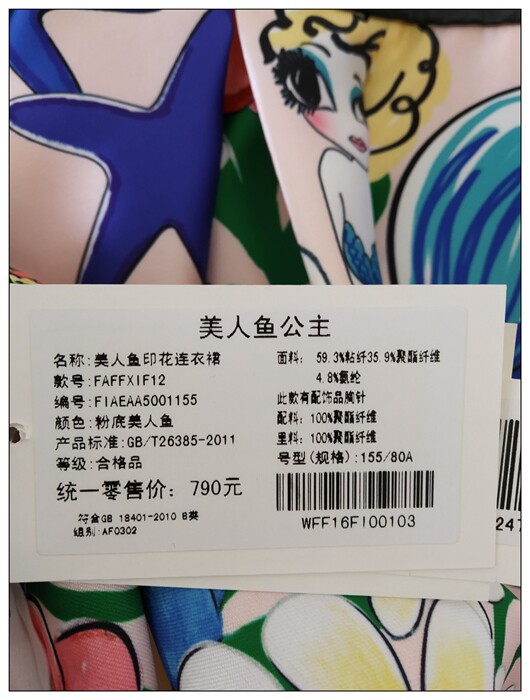 美人鱼公主
名称:美人鱼印花连衣裙
款号:FAFFXIF12
编号:FIAEAA5001155
颜色:粉底美人鱼
产品标准:GB/T26385-2011
等级:合格品
统一零售价: 790元
符合GB 18401-2010 B类
组别:AF0302
面料: 59.3%粘纤35.9%聚酯纤维
4.8%氨纶
此款有配饰品胸针
配料: 100%聚酯纤维
里料: 100%聚酯纤维
号型(规格):155/80A
WFF16FI00103
247